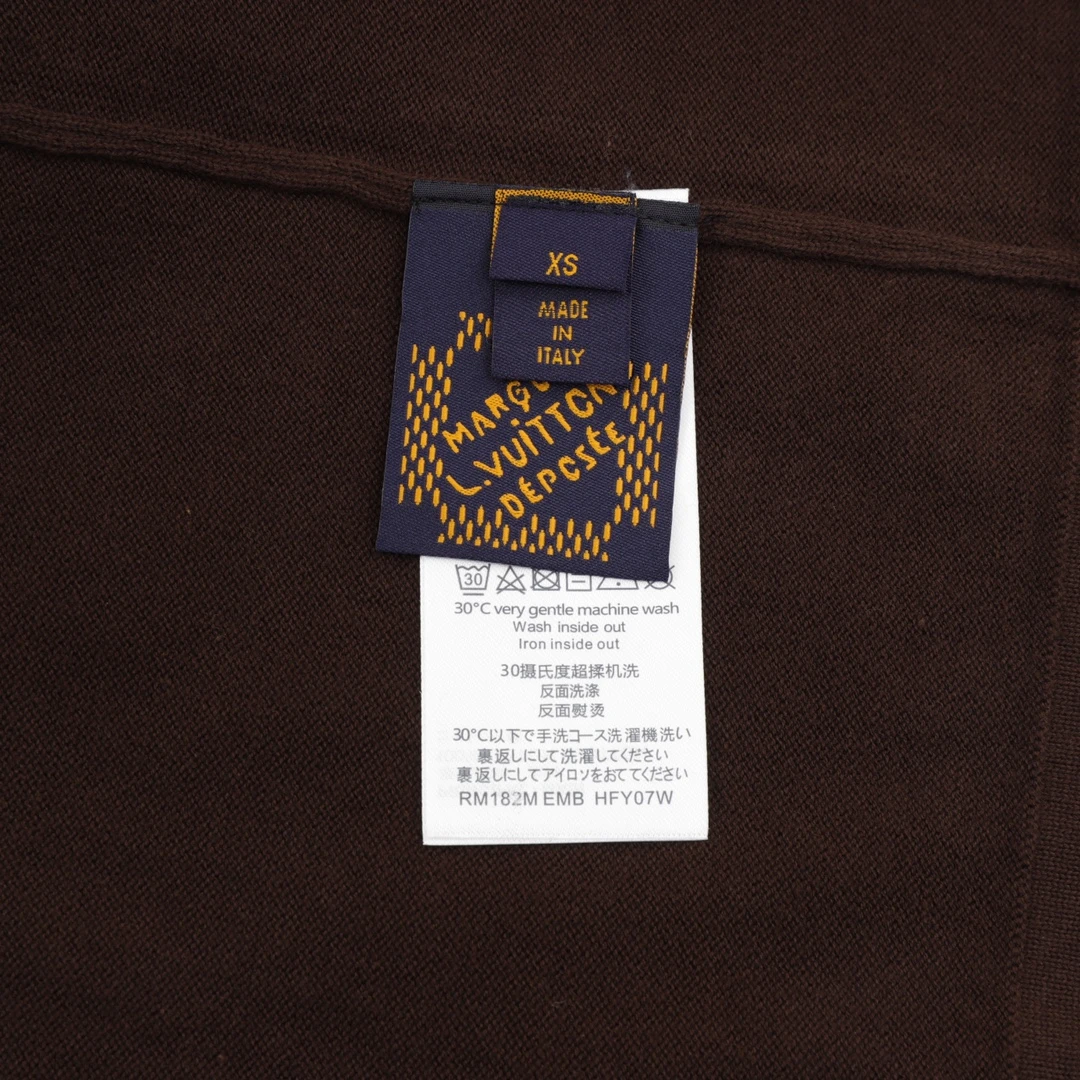 XS
MADE
IN
ITALY
L.VUITTON
DÉPOSÉE
30
30°C very gentle machine wash
Wash inside out
Iron inside out
30摄氏度超揉机洗
反面洗涤
反面熨烫
30℃以下で手洗コース洗濯機洗い
裏返しにして洗濯してください
裏返しにしてアイロソをおててください
RM182M EMB HFY07W